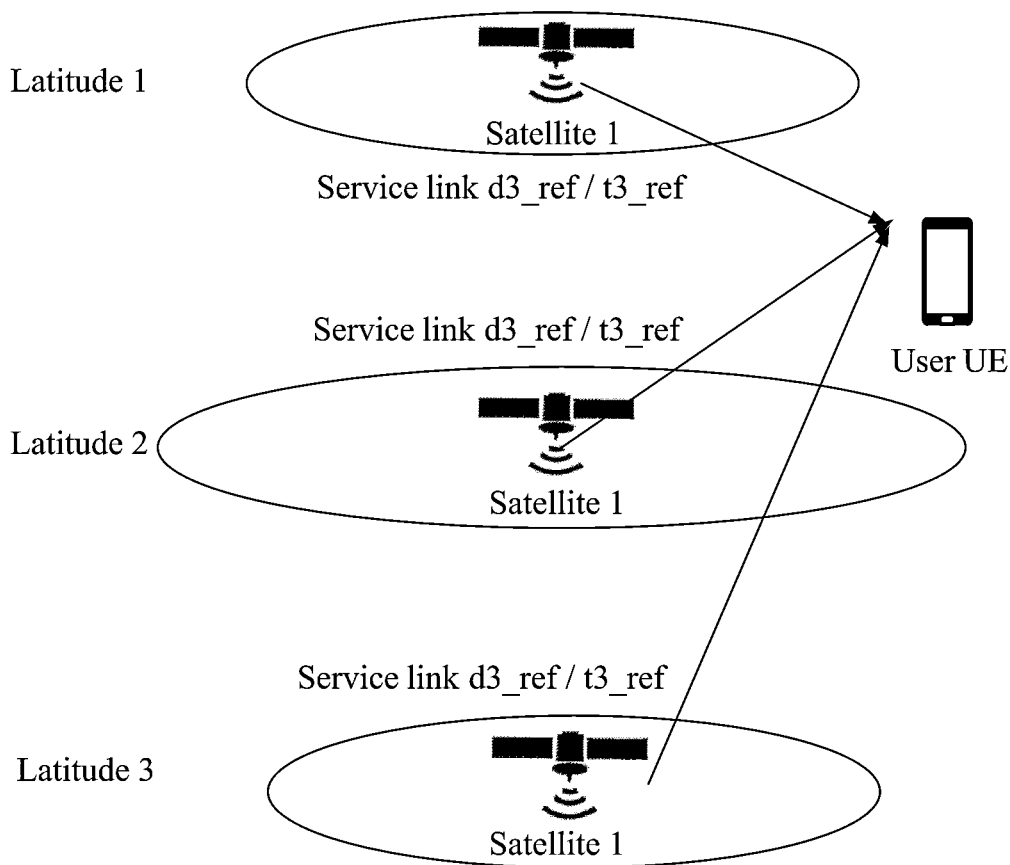 Latitude 1
Satellite 1
Service link d3_ref / t3_ref
Service link d3_ref / t3_ref
User UE
Latitude 2
Satellite 1
Service link d3_ref / t3_ref
Latitude 3
Satellite 1